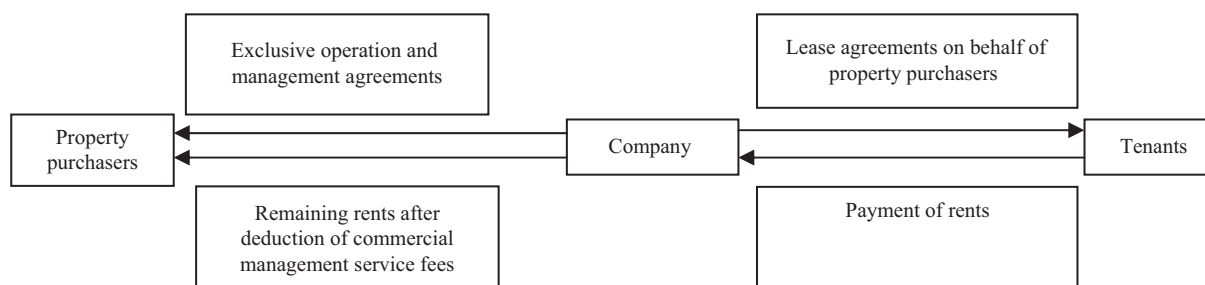 Exclusive operation and
management agreements
Lease agreements on behalf of
property purchasers
Property
purchasers
Company
Tenants
Remaining rents after
deduction of commercial
management service fees
Payment of rents